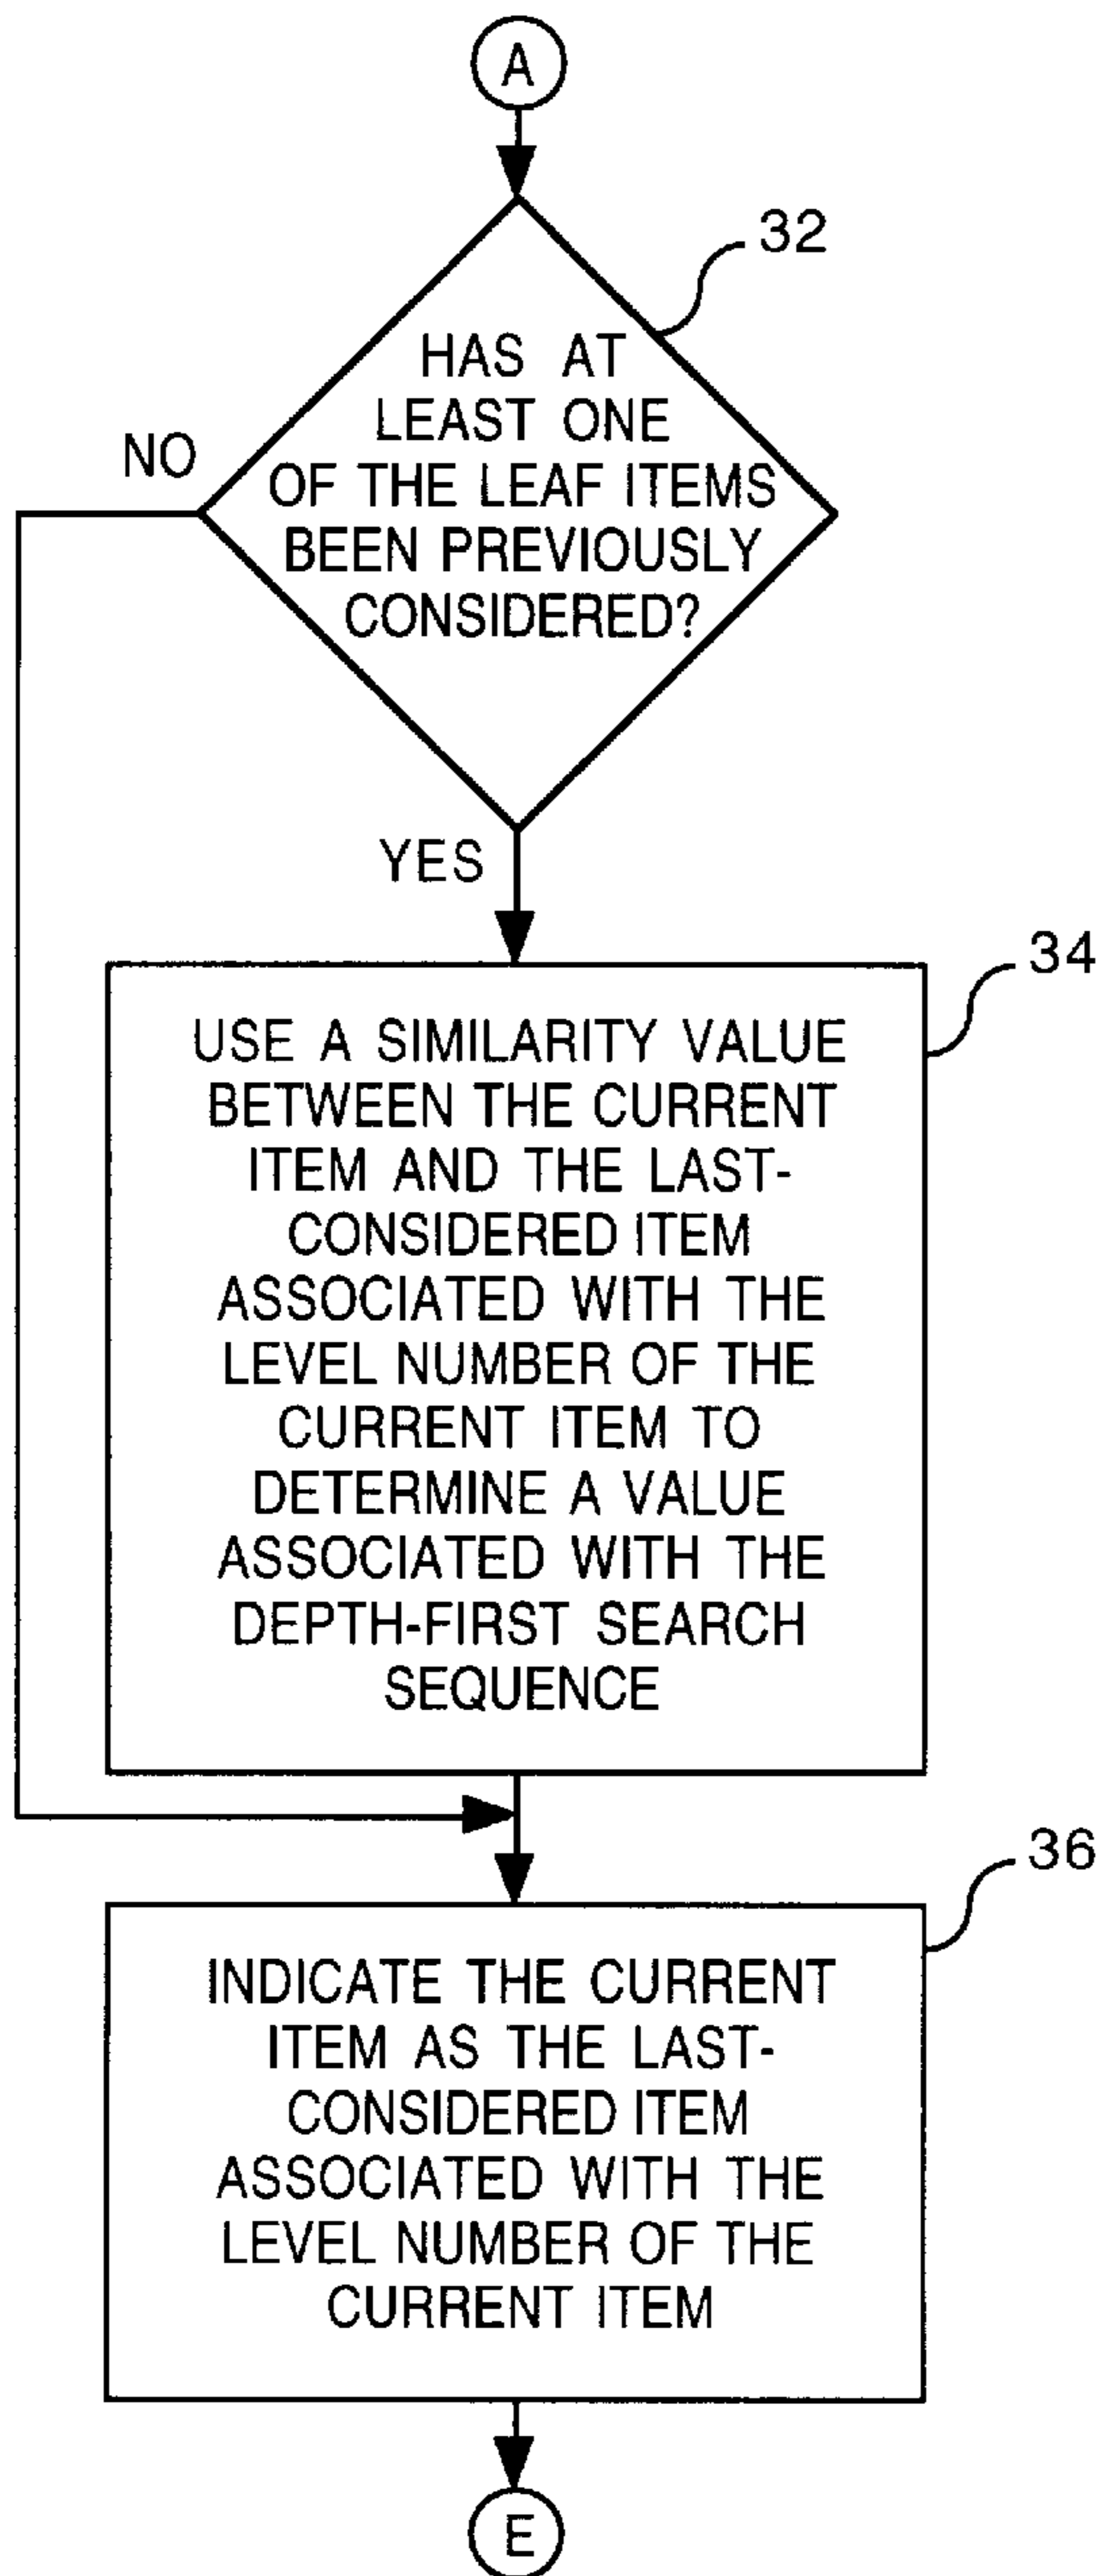 A
32
HAS AT
LEAST ONE
OF THE LEAF ITEMS
BEEN PREVIOUSLY
CONSIDERED?
NO
YES
34
USE A SIMILARITY VALUE
BETWEEN THE CURRENT
ITEM AND THE LAST-
CONSIDERED ITEM
ASSOCIATED WITH THE
LEVEL NUMBER OF THE
CURRENT ITEM TO
DETERMINE A VALUE
ASSOCIATED WITH THE
DEPTH-FIRST SEARCH
SEQUENCE
36
INDICATE THE CURRENT
ITEM AS THE LAST-
CONSIDERED ITEM
ASSOCIATED WITH THE
LEVEL NUMBER OF THE
CURRENT ITEM
E